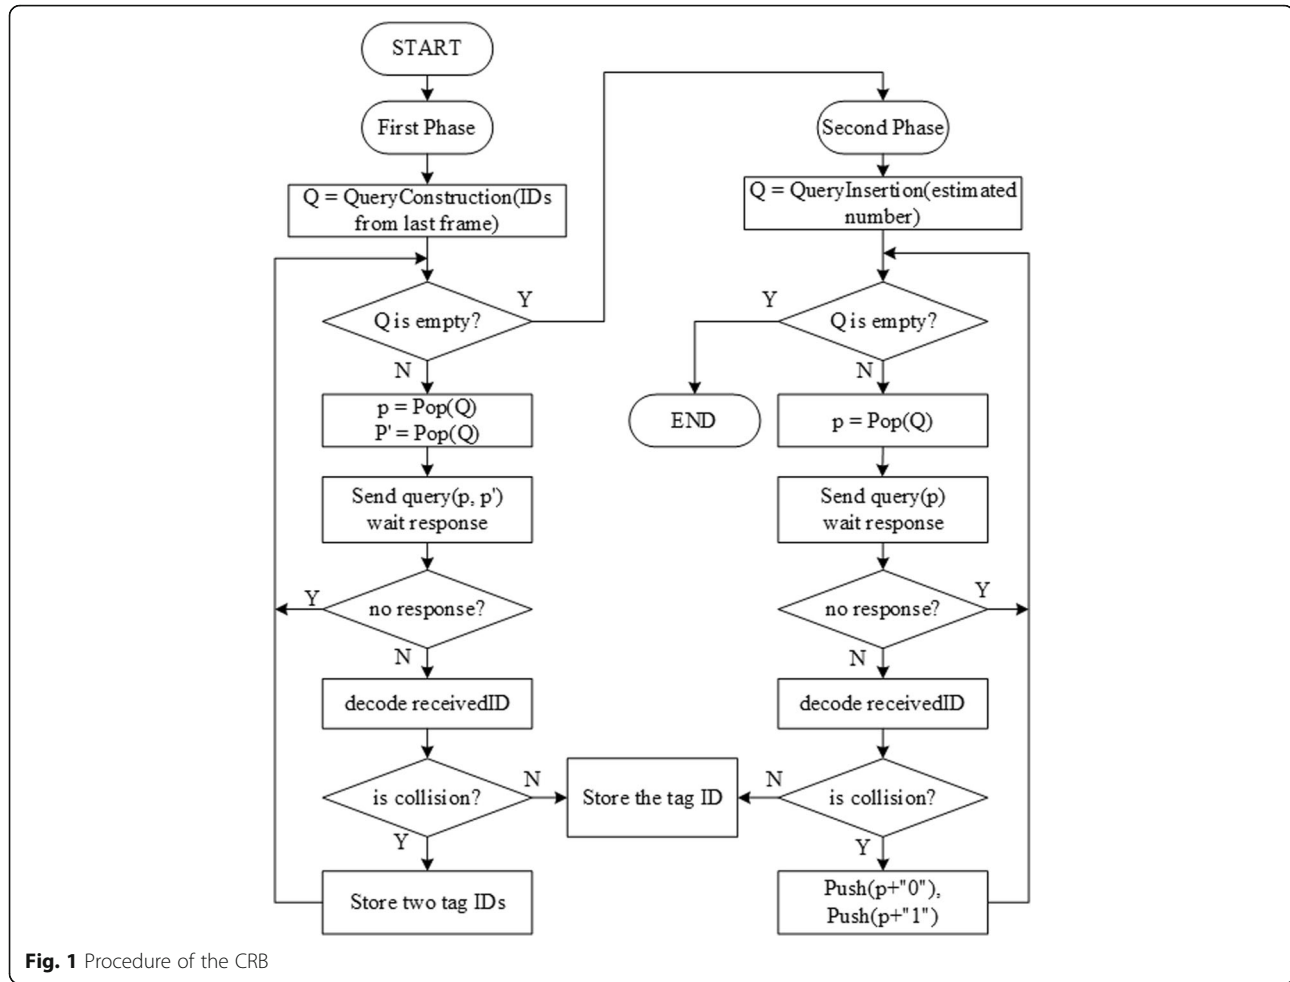 START
First Phase
Q = QueryConstruction(IDs
from last frame)
Q is empty?
Y
N
p = Pop(Q)
P' = Pop(Q)
Send query(p, p')
wait response
no response?
Y
N
decode receivedID
is collision?
N
Y
Store two tag IDs
Store the tag ID
Second Phase
Q = QueryInsertion(estimated
number)
Q is empty?
Y
N
END
p = Pop(Q)
Send query(p)
wait response
no response?
Y
N
decode receivedID
is collision?
N
Y
Push(p+"0"),
Push(p+"1")
Fig. 1 Procedure of the CRB